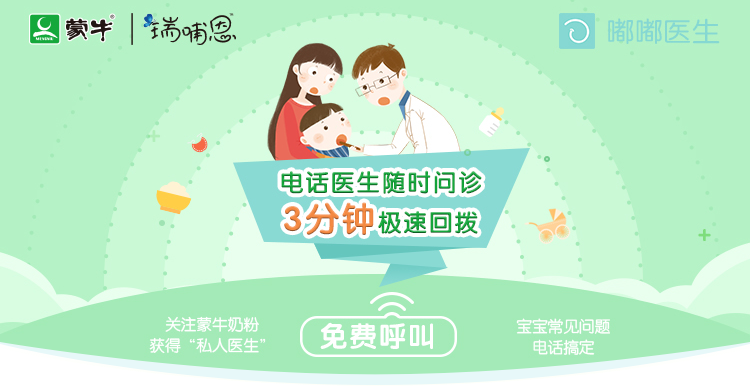 蒙牛 瑞哺恩 嘟嘟医生
MENGNIU
电话医生随时问诊
3分钟极速回拨
关注蒙牛奶粉
获得“私人医生”
免费呼叫
宝宝常见问题
电话搞定